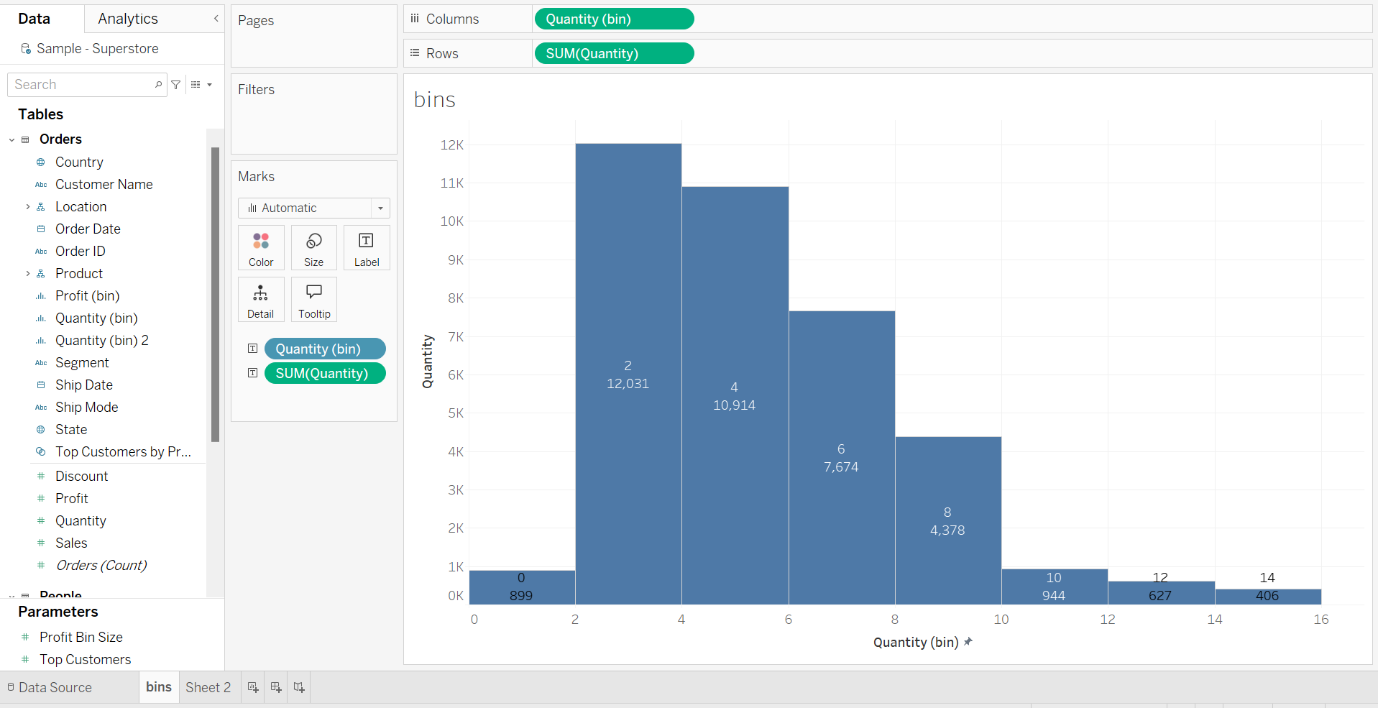 Data
Analytics
Sample - Superstore
Search
Tables
Orders
Country
Abc Customer Name
Location
Order Date
Abc Order ID
Product
Profit (bin)
Quantity (bin)
Quantity (bin) 2
Abc Segment
Ship Date
Abc Ship Mode
State
Top Customers by Pr...
# Discount
# Profit
# Quantity
# Sales
# Orders (Count)
People
Parameters
# Profit Bin Size
# Top Customers
Pages
Filters
Marks
Automatic
Color
Size
T
Label
Detail
Tooltip
T Quantity (bin)
T SUM(Quantity)
Columns
Quantity (bin)
Rows
SUM(Quantity)
bins
Quantity
12K
11K
10K
9K
8K
7K
6K
5K
4K
3K
2K
1K
0K
0
899
2
12,031
4
10,914
6
7,674
8
4,378
10
944
12
627
14
406
0 2 4 6 8 10 12 14 16
Quantity (bin)
Data Source
bins
Sheet 2